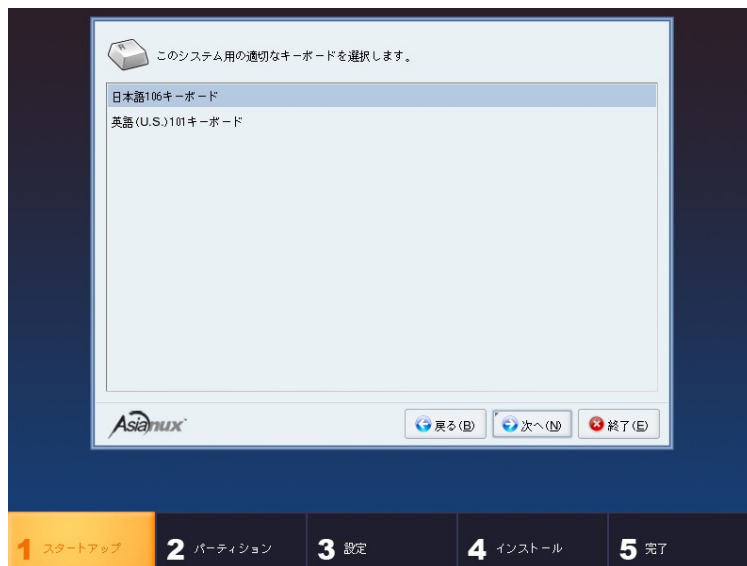 このシステム用の適切なキーボードを選択します。
日本語106キーボード
英語(U.S.)101キーボード
Asianux
戻る(B)
次へ(N)
終了(E)
1 スタートアップ
2 パーティション
3 設定
4 インストール
5 完了